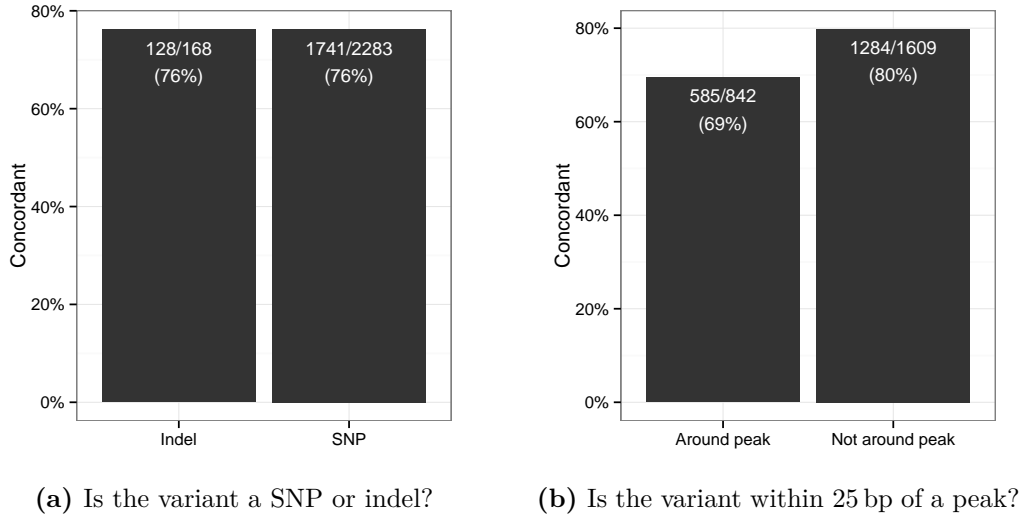 80%
60%
40%
20%
0%
Concordant
128/168
(76%)
1741/2283
(76%)
Indel
SNP
(a) Is the variant a SNP or indel?
80%
60%
40%
20%
0%
Concordant
585/842
(69%)
1284/1609
(80%)
Around peak
Not around peak
(b) Is the variant within 25 bp of a peak?